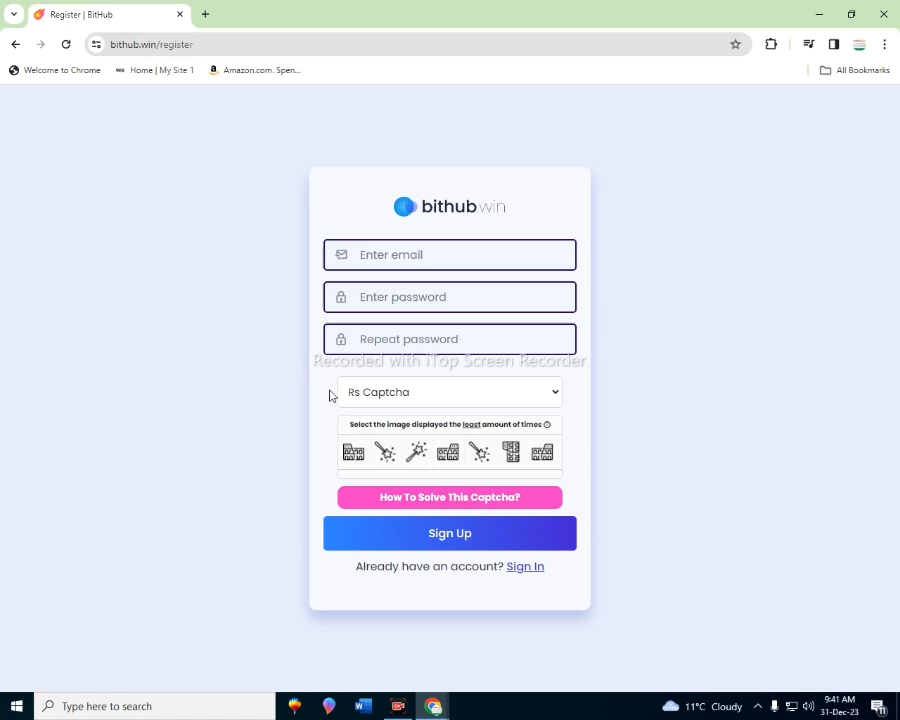 Register | BitHub
bithub.win/register
Welcome to Chrome
WIX
Home | My Site 1
Amazon.com. Spen...
All Bookmarks
bithub.win
Enter email
Enter password
Repeat password
Recorded with iTop Screen Recorder
Rs Captcha
Select the image displayed the least amount of times
How To Solve This Captcha?
Sign Up
Already have an account? Sign In
Type here to search
11°C Cloudy
9:41 AM
31-Dec-23